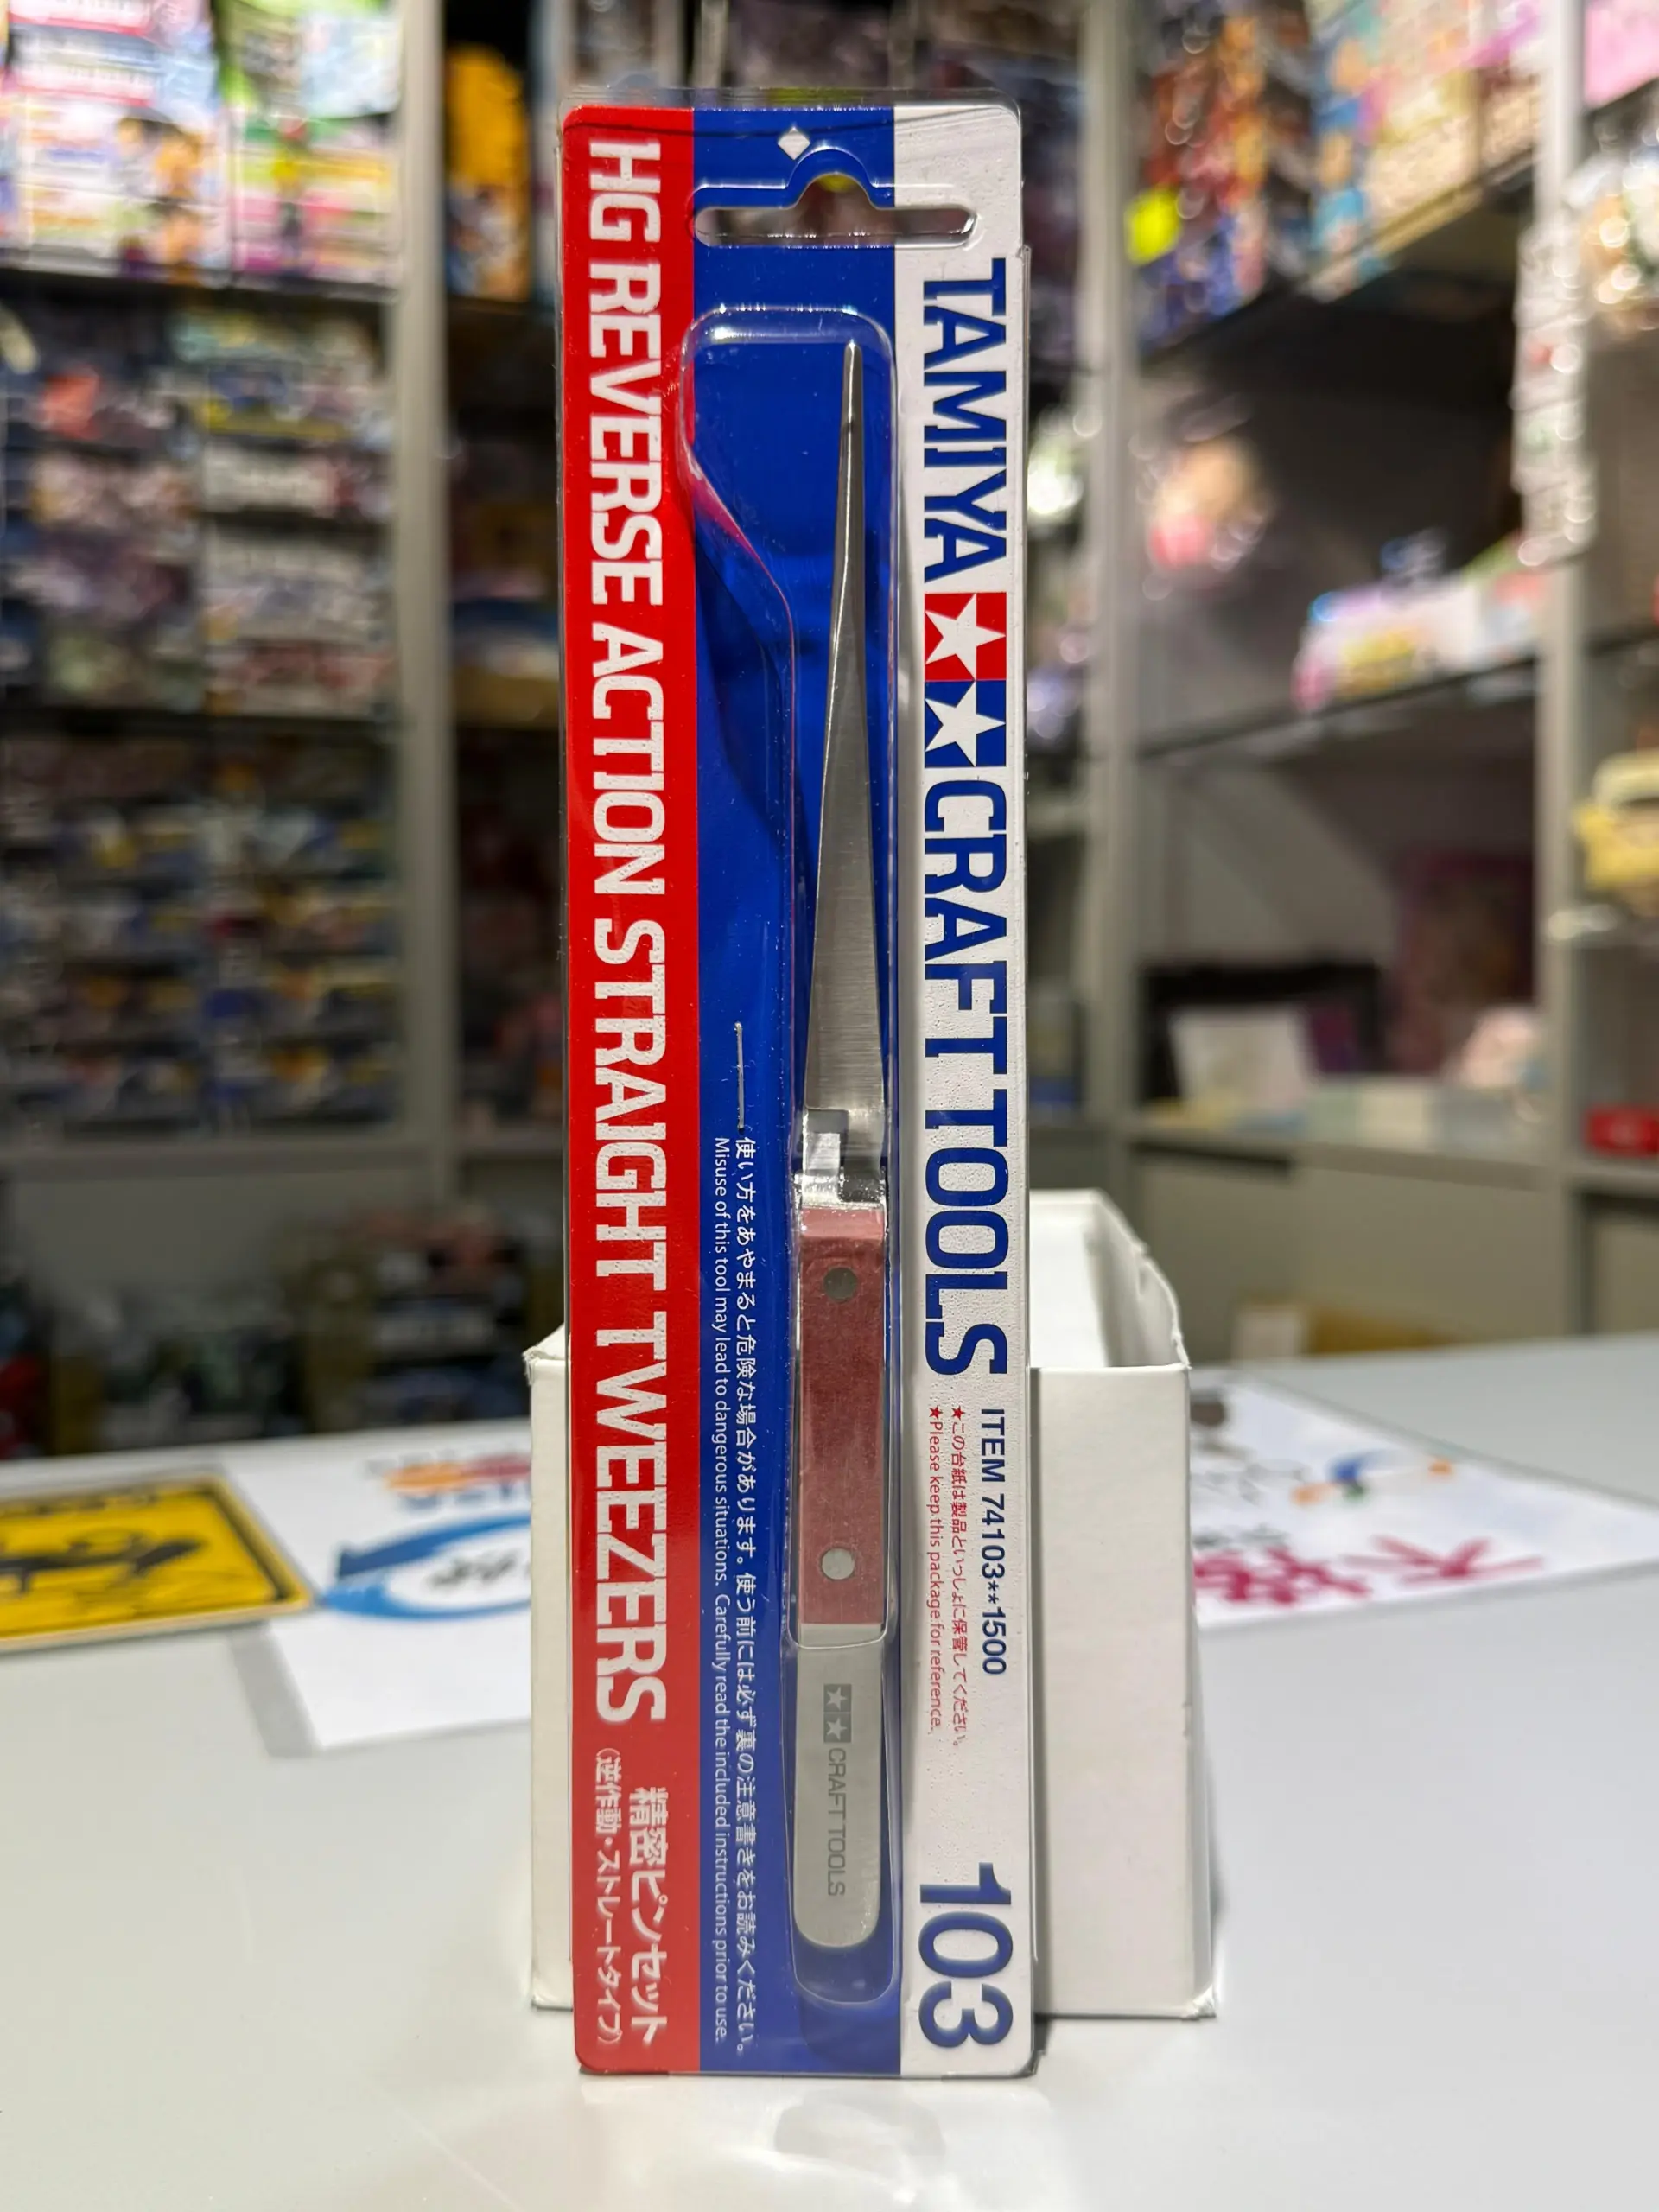 TAMIYA CRAFT TOOLS
ITEM 74103**1500
★この台紙は製品といっしょに保管してください。
★Please keep this package for reference.
103
CRAFT TOOLS
使い方をあやまると危険な場合があります。使う前には必ず裏の注意書きをお読みください。
Misuse of this tool may lead to dangerous situations. Carefully read the included instructions prior to use.
HG REVERSE ACTION STRAIGHT TWEEZERS
精密ピンセット
(逆作動・ストレートタイプ)